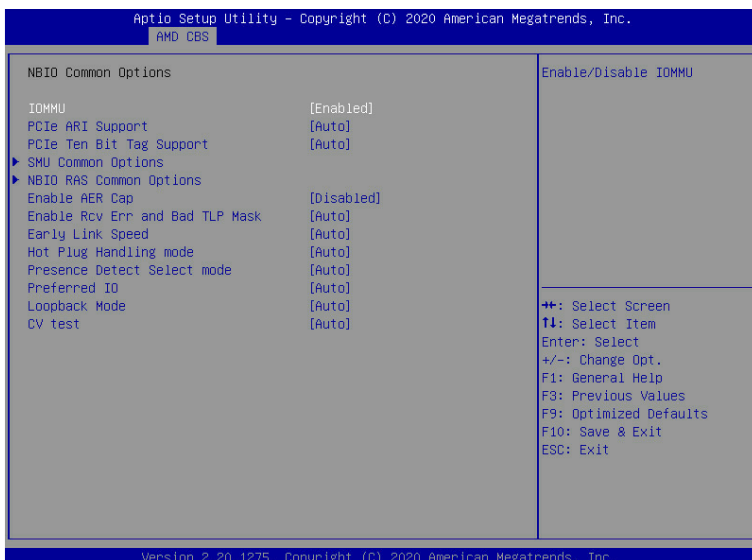 Aptio Setup Utility – Copyright (C) 2020 American Megatrends, Inc.
AMD CBS
NBIO Common Options
IOMMU [Enabled]
PCIe ARI Support [Auto]
PCIe Ten Bit Tag Support [Auto]
SMU Common Options
NBIO RAS Common Options
Enable AER Cap [Disabled]
Enable Rcv Err and Bad TLP Mask [Auto]
Early Link Speed [Auto]
Hot Plug Handling mode [Auto]
Presence Detect Select mode [Auto]
Preferred IO [Auto]
Loopback Mode [Auto]
CV test [Auto]
Enable/Disable IOMMU
→←: Select Screen
↑↓: Select Item
Enter: Select
+/-: Change Opt.
F1: General Help
F3: Previous Values
F9: Optimized Defaults
F10: Save & Exit
ESC: Exit
Version 2.20.1275. Copyright (C) 2020 American Megatrends, Inc.